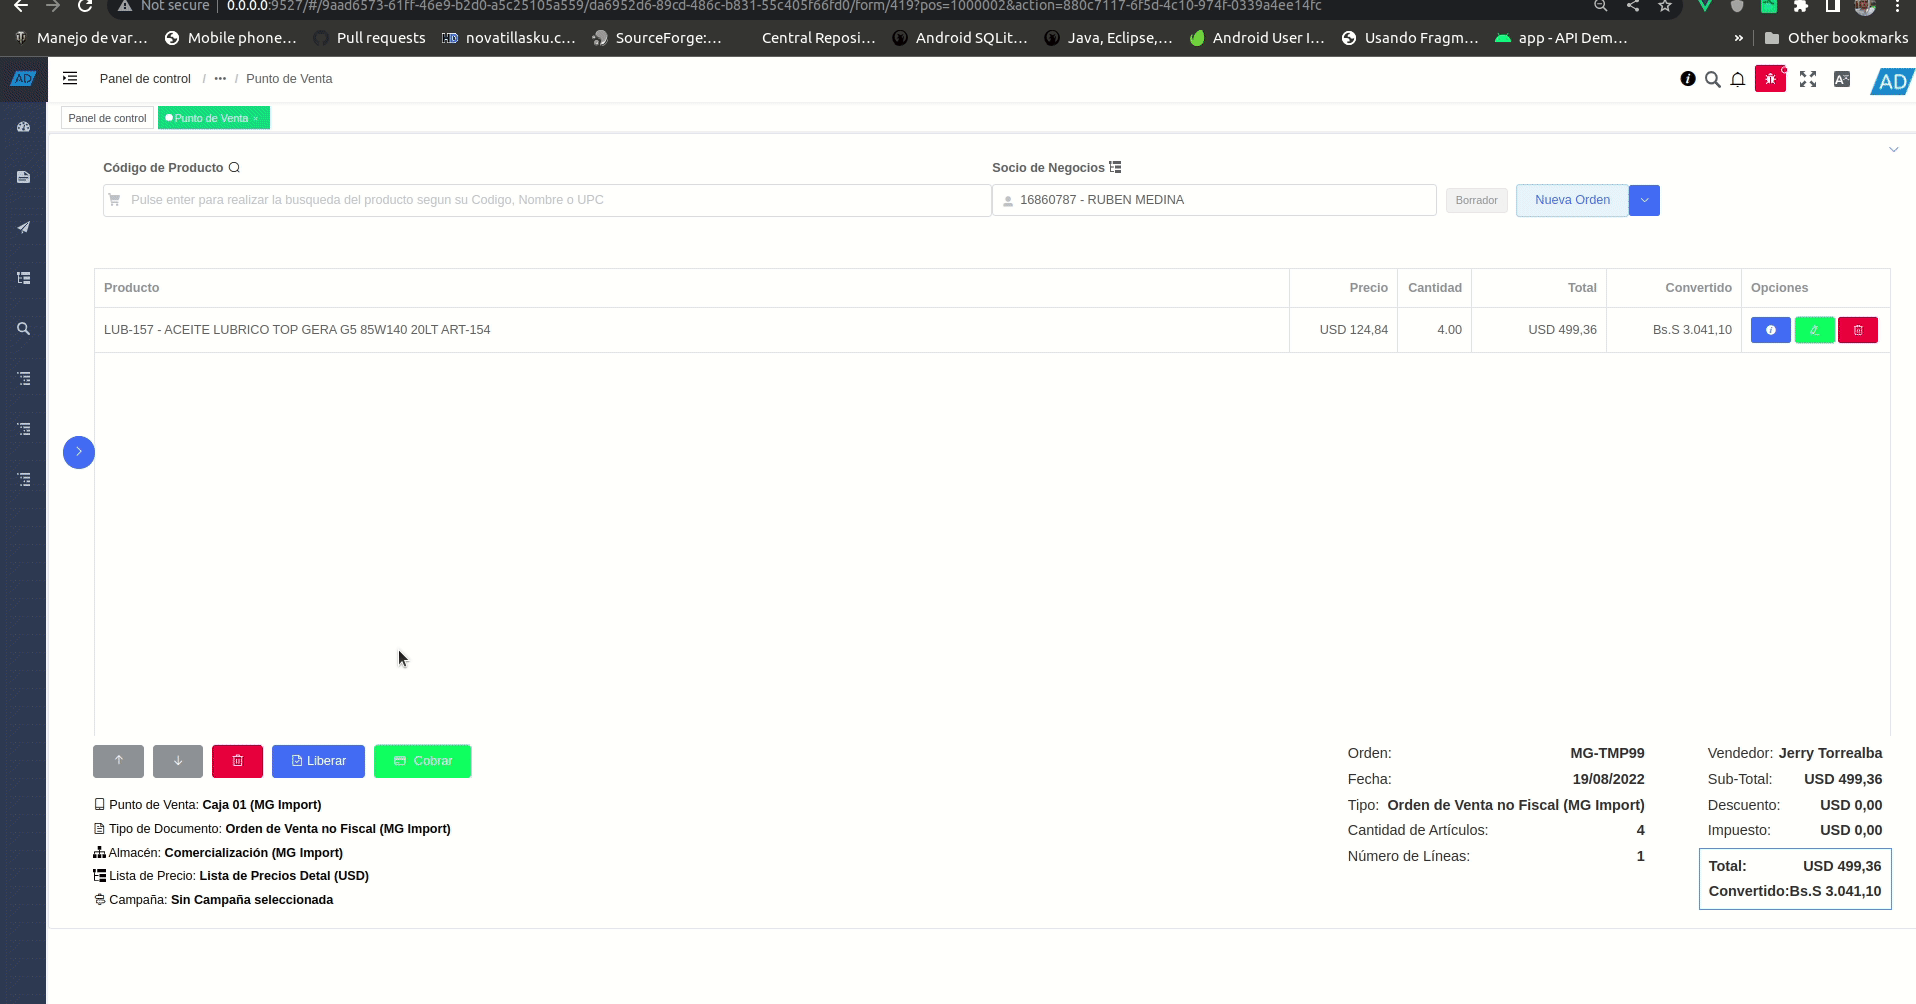 Not secure | 0.0.0.0:9527/#/9aad6573-61ff-46e9-b2d0-a5c25105a559/da6952d6-89cd-486c-b831-55c405f66fd0/form/419?pos=1000002&action=880c7117-6f5d-4c10-974f-0339a4ee14fc
Manejo de var... Mobile phone... Pull requests HD novatillasku.c... SourceForge:... Central Reposi... Android SQLit... Java, Eclipse,... Android User I... Usando Fragm... app - API Dem... » Other bookmarks
AD Panel de control / ••• / Punto de Venta AD
Panel de control Punto de Venta ×
Código de Producto Socio de Negocios
Pulse enter para realizar la busqueda del producto segun su Codigo, Nombre o UPC 16860787 - RUBEN MEDINA Borrador Nueva Orden
Producto Precio Cantidad Total Convertido Opciones
LUB-157 - ACEITE LUBRICO TOP GERA G5 85W140 20LT ART-154 USD 124,84 4.00 USD 499,36 Bs.S 3.041,10
Liberar Cobrar
Punto de Venta: Caja 01 (MG Import)
Tipo de Documento: Orden de Venta no Fiscal (MG Import)
Almacén: Comercialización (MG Import)
Lista de Precio: Lista de Precios Detal (USD)
Campaña: Sin Campaña seleccionada
Orden: MG-TMP99
Fecha: 19/08/2022
Tipo: Orden de Venta no Fiscal (MG Import)
Cantidad de Artículos: 4
Número de Líneas: 1
Vendedor: Jerry Torrealba
Sub-Total: USD 499,36
Descuento: USD 0,00
Impuesto: USD 0,00
Total: USD 499,36
Convertido:Bs.S 3.041,10